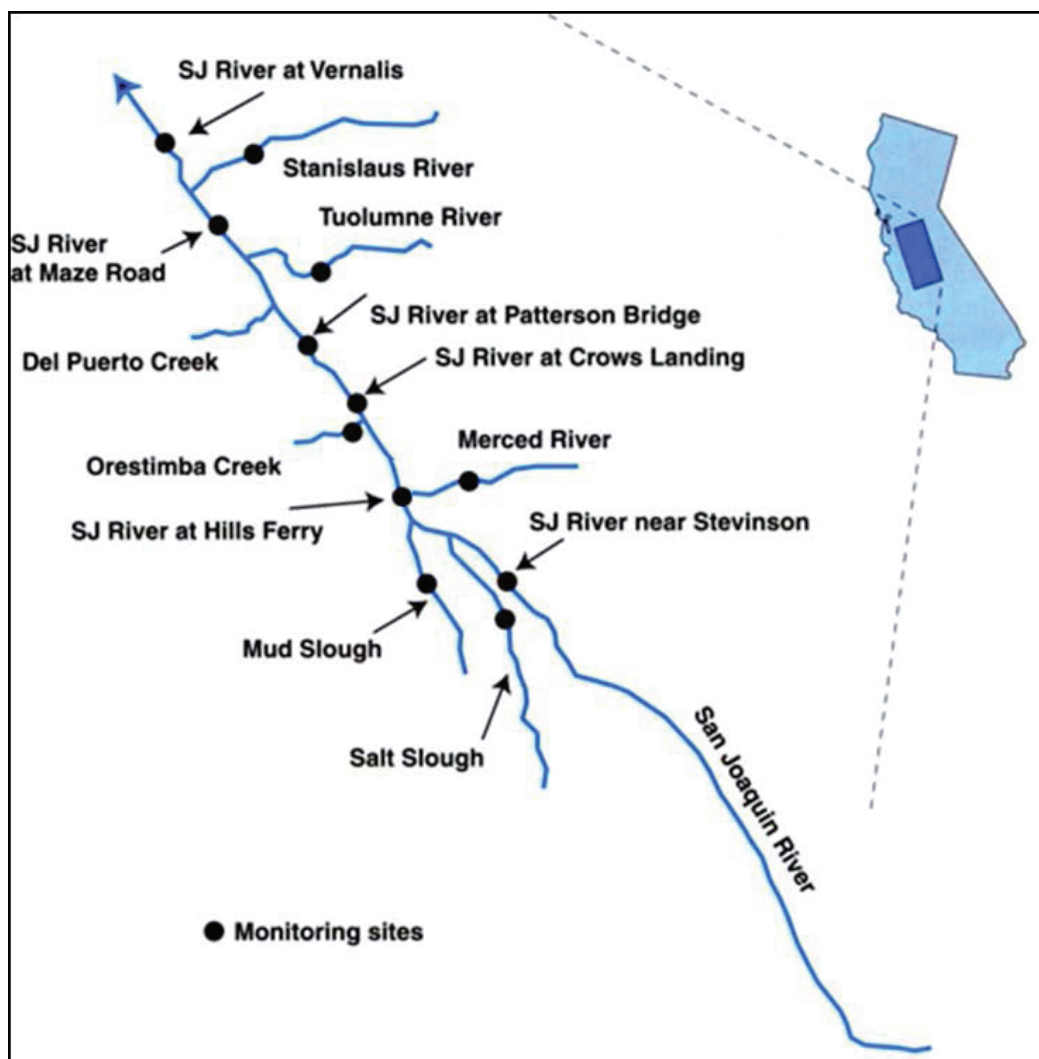 SJ River at Vernalis
Stanislaus River
Tuolumne River
SJ River
at Maze Road
SJ River at Patterson Bridge
Del Puerto Creek
SJ River at Crows Landing
Merced River
Orestimba Creek
SJ River at Hills Ferry
SJ River near Stevinson
Mud Slough
Salt Slough
San Joaquin River
Monitoring sites